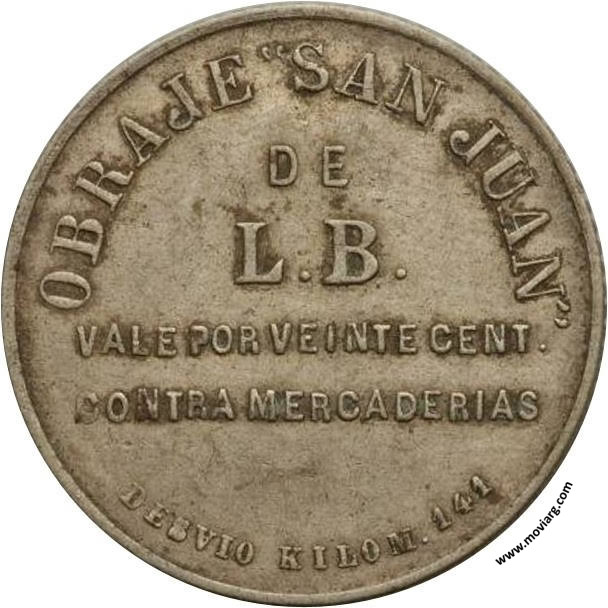 OBRAJE "SAN JUAN"
DE
L.B.
VALE POR VEINTE CENT.
CONTRA MERCADERIAS
DESVIO KILOM. 141
www.moviarg.com